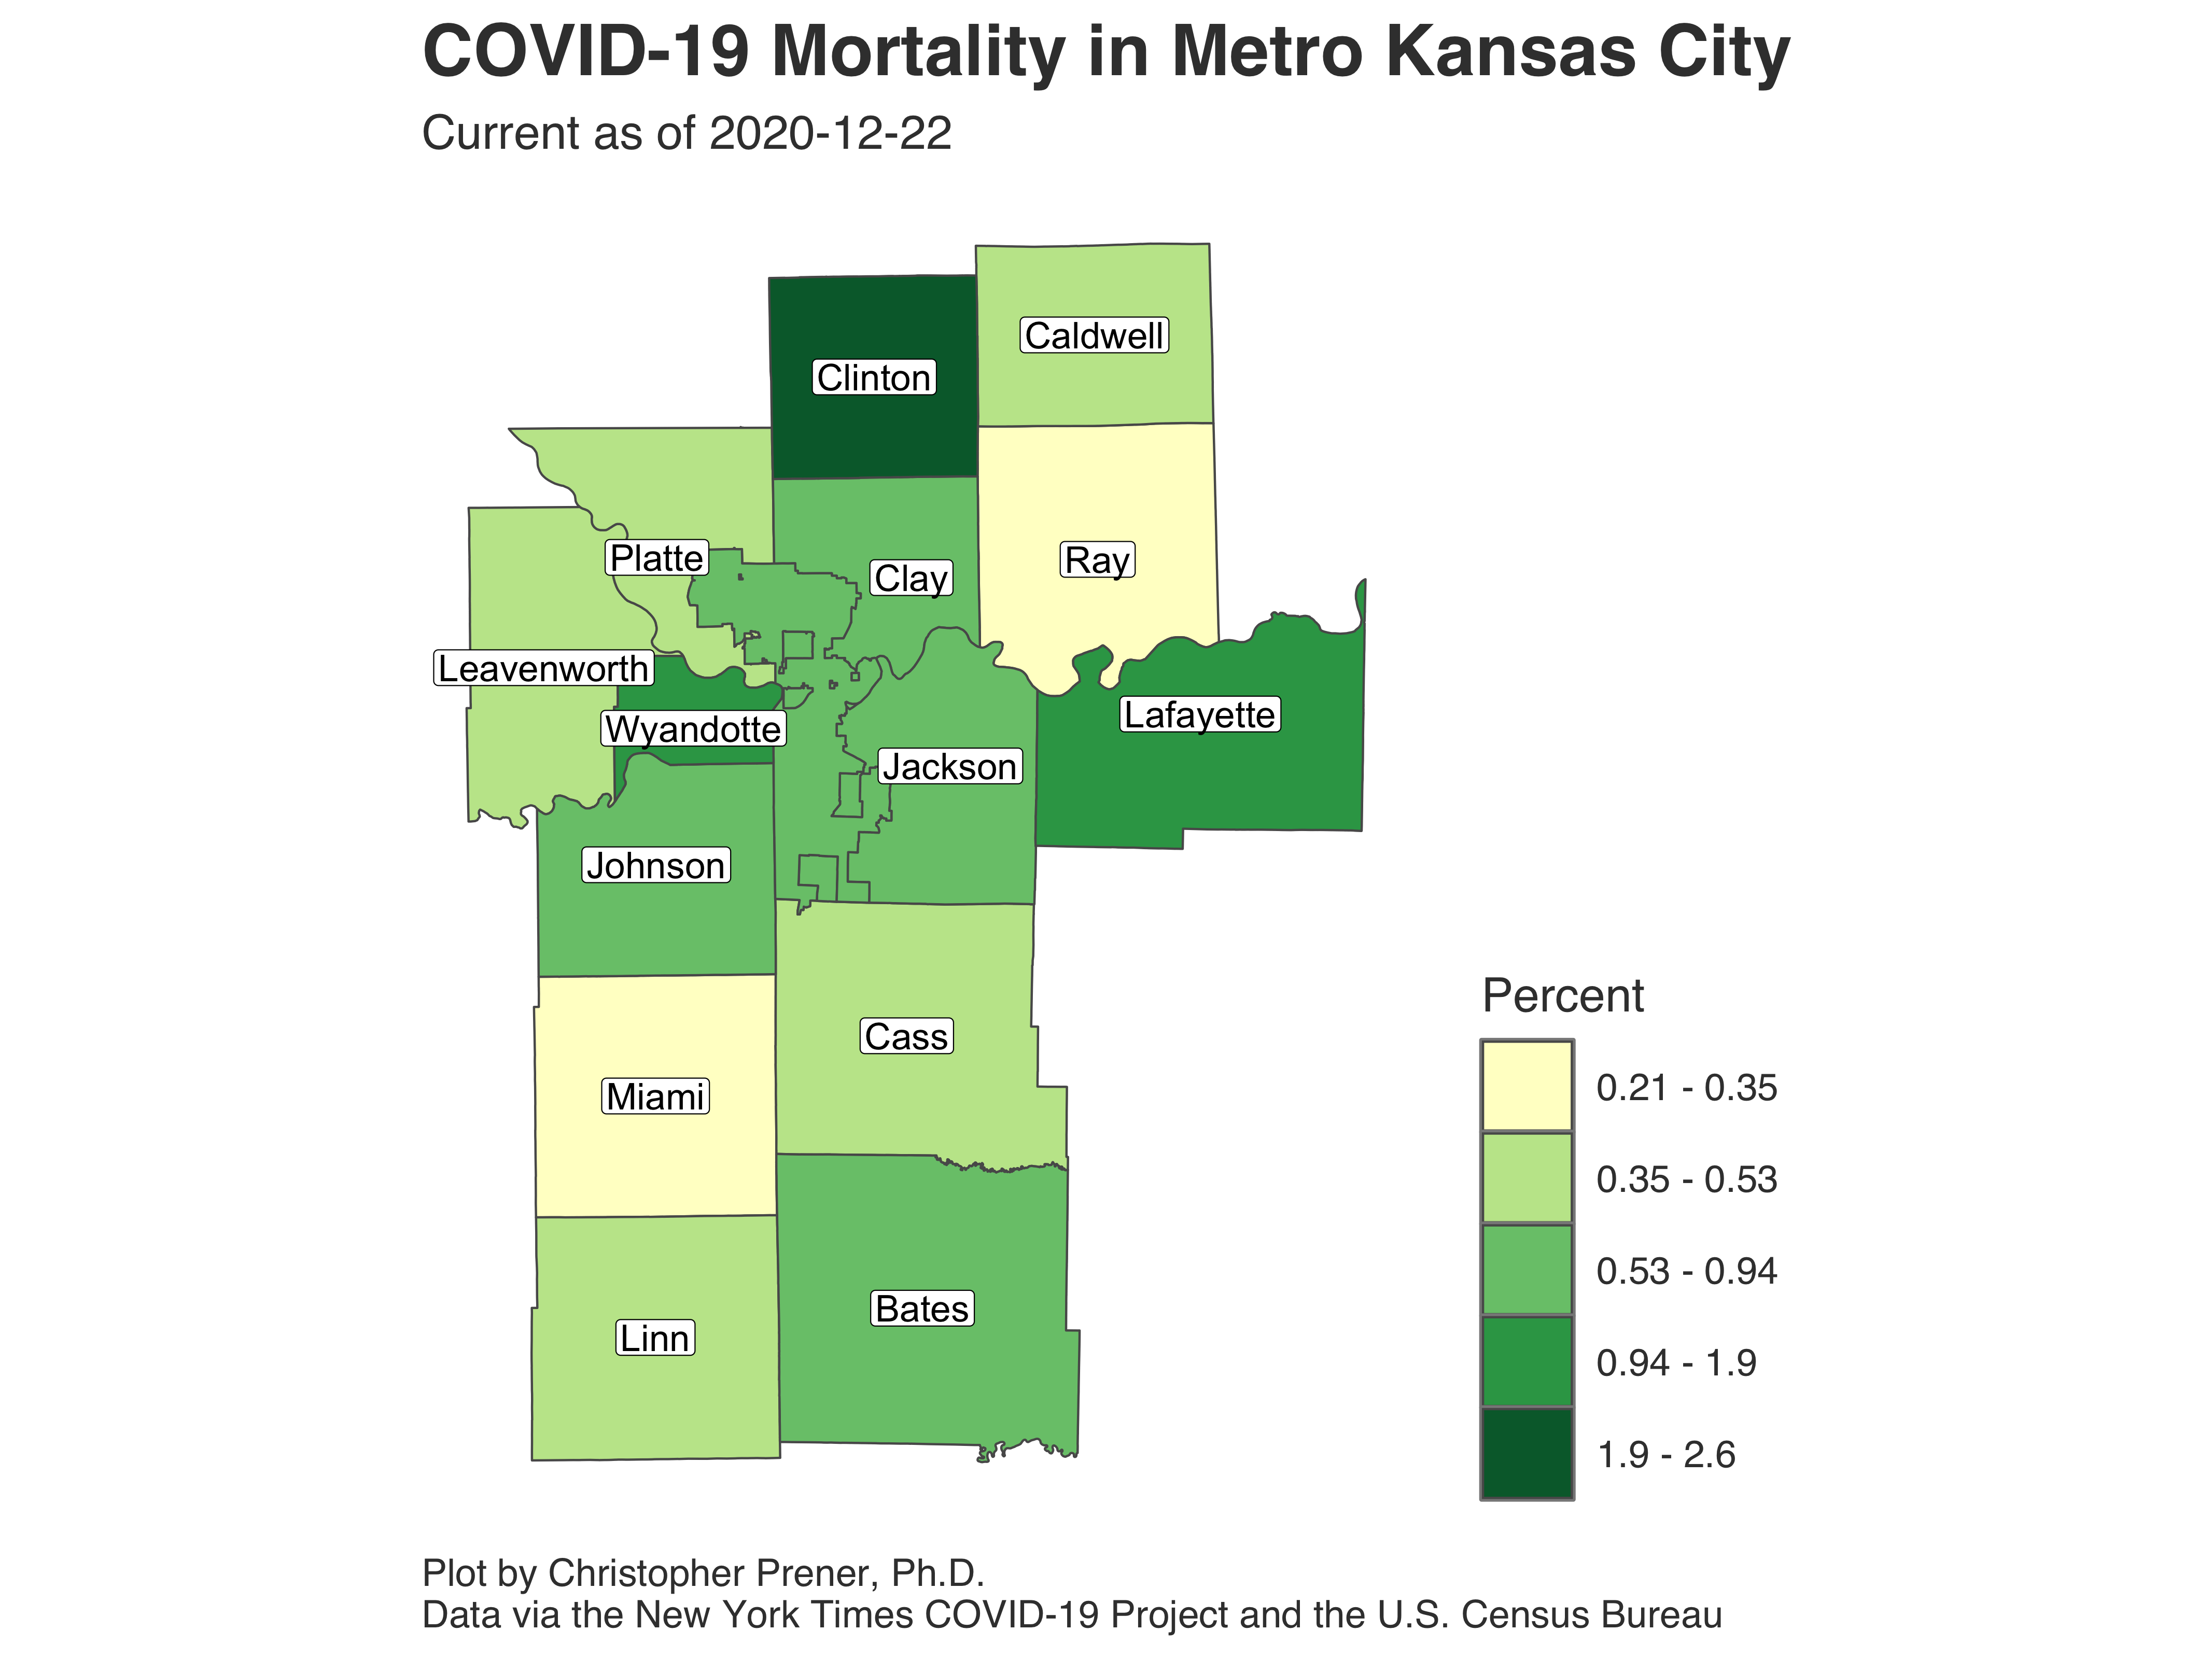 COVID-19 Mortality in Metro Kansas City
Current as of 2020-12-22
Caldwell
Clinton
Platte
Clay
Ray
Leavenworth
Wyandotte
Lafayette
Jackson
Johnson
Cass
Miami
Bates
Linn
Percent
0.21 - 0.35
0.35 - 0.53
0.53 - 0.94
0.94 - 1.9
1.9 - 2.6
Plot by Christopher Prener, Ph.D.
Data via the New York Times COVID-19 Project and the U.S. Census Bureau